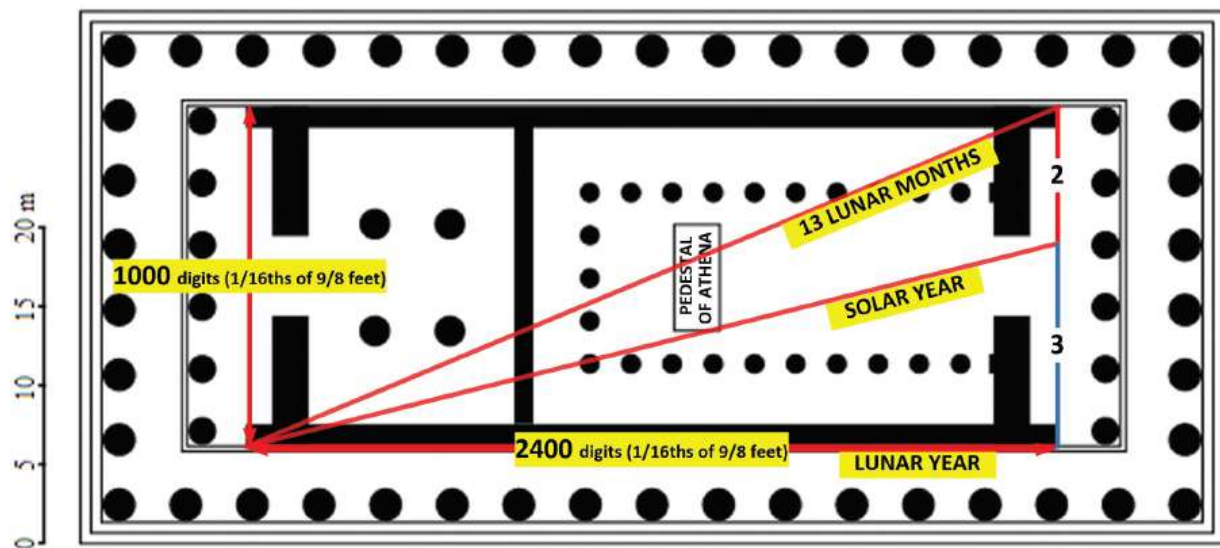 13 LUNAR MONTHS
2
20 m
PEDESTAL
OF ATHENA
1000 digits (1/16ths of 9/8 feet)
SOLAR YEAR
15
3
10
2400 digits (1/16ths of 9/8 feet)
LUNAR YEAR
5
0